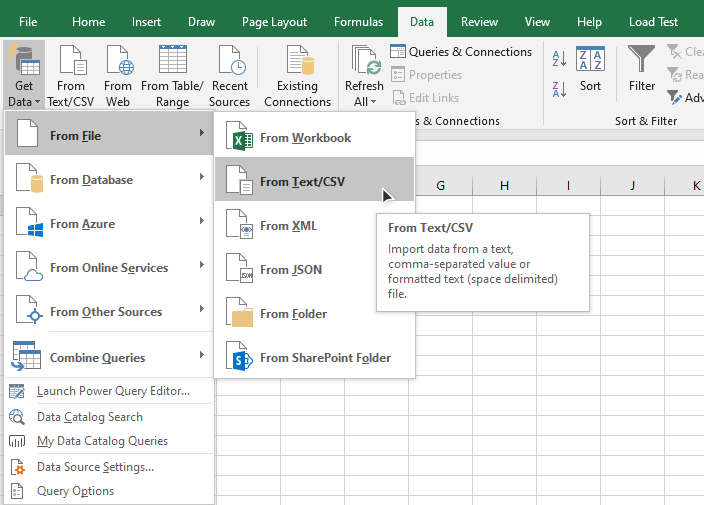 File Home Insert Draw Page Layout Formulas Data Review View Help Load Test
Get Data
From Text/CSV
From Web
From Table/ Range
Recent Sources
Existing Connections
Refresh All
Queries & Connections
Properties
Edit Links
s & Connections
A Z
Z A
Z A A Z
Sort
Filter
Clea
Rea
Adv
Sort & Filter
From File
From Database
From Azure
From Online Services
From Other Sources
Combine Queries
Launch Power Query Editor...
Data Catalog Search
My Data Catalog Queries
Data Source Settings...
Query Options
From Workbook
From Text/CSV
From XML
From JSON
JSON
From Folder
From SharePoint Folder
G H I J K
From Text/CSV
Import data from a text,
comma-separated value or
formatted text (space delimited)
file.